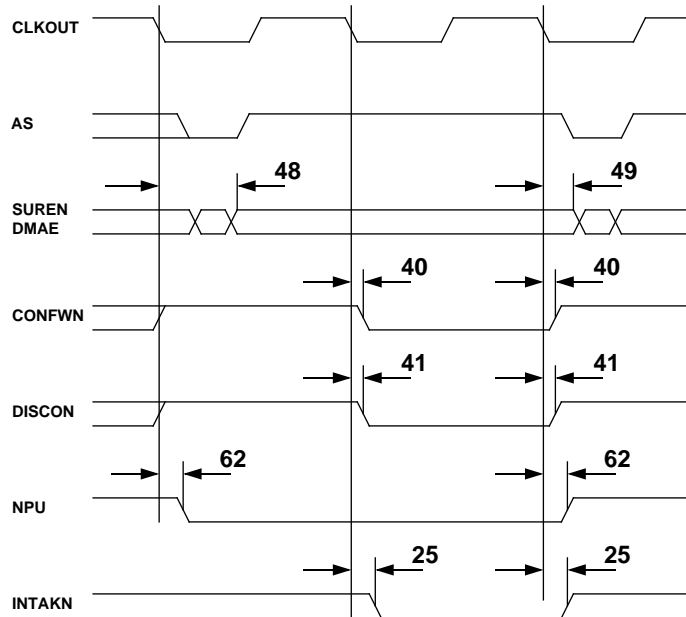 CLKOUT
AS
48
49
SUREN
DMAE
40
40
CONFWN
41
41
DISCON
62
62
NPU
25
25
INTAKN